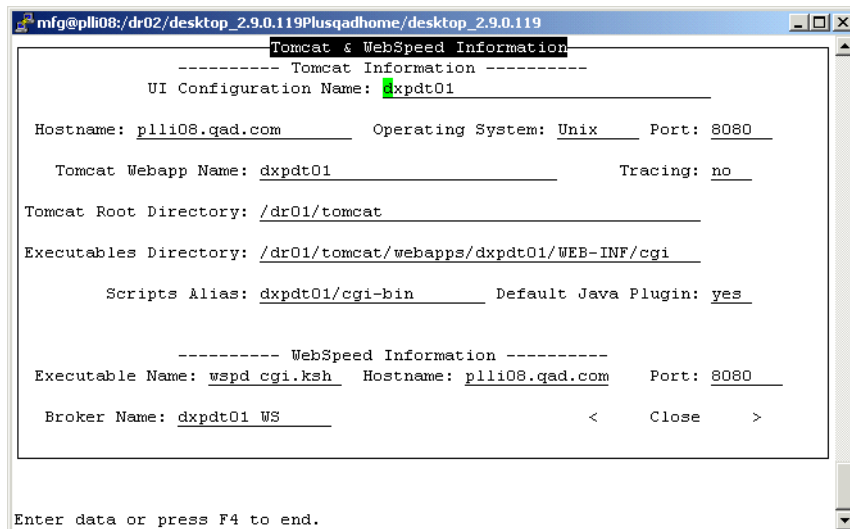 mfg@plli08:/dr02/desktop_2.9.0.119Plusqadhome/desktop_2.9.0.119
Tomcat & WebSpeed Information
---------- Tomcat Information ----------
UI Configuration Name: dxpdt01
Hostname: plli08.qad.com Operating System: Unix Port: 8080
Tomcat Webapp Name: dxpdt01 Tracing: no
Tomcat Root Directory: /dr01/tomcat
Executables Directory: /dr01/tomcat/webapps/dxpdt01/WEB-INF/cgi
Scripts Alias: dxpdt01/cgi-bin Default Java Plugin: yes
---------- WebSpeed Information ----------
Executable Name: wspd_cgi.ksh Hostname: plli08.qad.com Port: 8080
Broker Name: dxpdt01_WS < Close >
Enter data or press F4 to end.